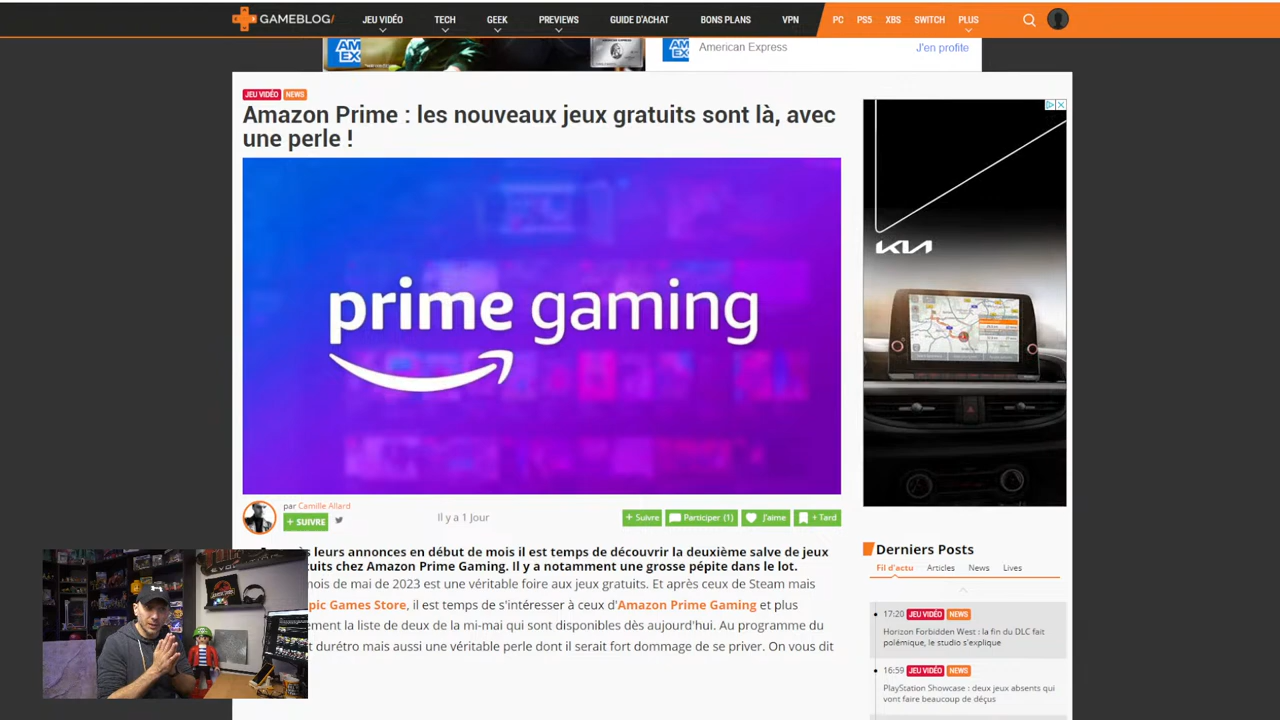 GAMEBLOG/
JEU VIDÉO TECH GEEK PREVIEWS GUIDE D'ACHAT BONS PLANS VPN PC PS5 XBS SWITCH PLUS
AM
EX
AM
EX
American Express
J'en profite
JEU VIDÉO NEWS
Amazon Prime : les nouveaux jeux gratuits sont là, avec
une perle !
prime gaming
KIA
par Camille Allard
+ SUIVRE
Il y a 1 Jour
+ Suivre
Participer (1)
J'aime
+ Tard
s leurs annonces en début de mois il est temps de découvrir la deuxième salve de jeux
uits chez Amazon Prime Gaming. Il y a notamment une grosse pépite dans le lot.
mois de mai de 2023 est une véritable foire aux jeux gratuits. Et après ceux de Steam mais
pic Games Store, il est temps de s'intéresser à ceux d'Amazon Prime Gaming et plus
ement la liste de deux de la mi-mai qui sont disponibles dès aujourd'hui. Au programme du
t durétro mais aussi une véritable perle dont il serait fort dommage de se priver. On vous dit
Derniers Posts
Fil d'actu Articles News Lives
17:20 JEU VIDÉO NEWS
Horizon Forbidden West : la fin du DLC fait
polémique, le studio s'explique
16:59 JEU VIDÉO NEWS
PlayStation Showcase : deux jeux absents qui
vont faire beaucoup de déçus